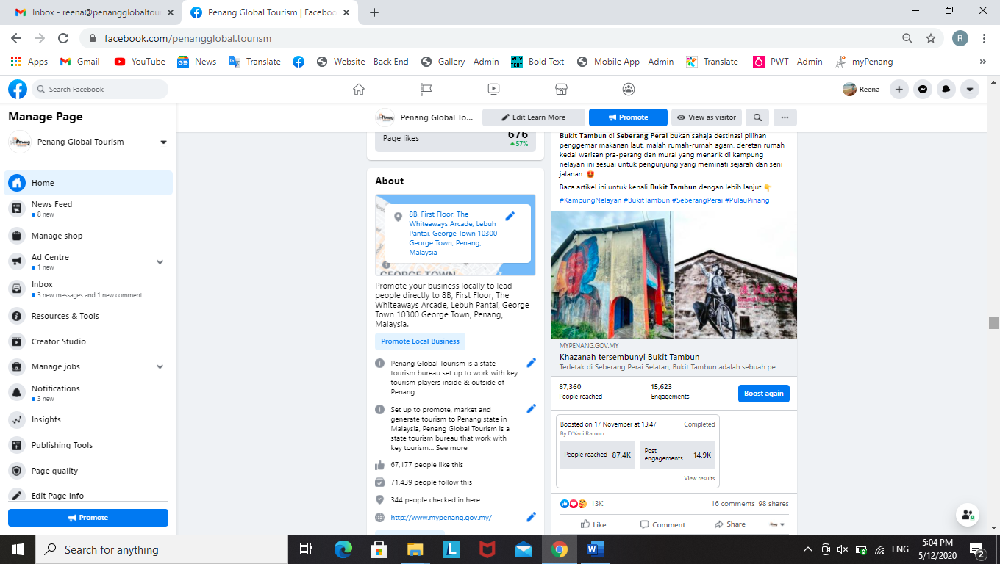 Inbox - reena@penangglobaltou
Penang Global Tourism | Faceboo
facebook.com/penangglobal.tourism
R
Apps
Gmail
YouTube
News
Translate
Website - Back End
Gallery - Admin
YAY TEXT
Bold Text
Mobile App - Admin
Translate
PWT - Admin
myPenang
Search Facebook
Reena
Manage Page
Penang Global Tourism
Home
News Feed
8 new
Manage shop
Ad Centre
1 new
Inbox
3 new messages and 1 new comment
Resources & Tools
Creator Studio
Manage jobs
Notifications
3 new
Insights
Publishing Tools
Page quality
Edit Page Info
Promote
Penang Global To...
Edit Learn More
Promote
View as visitor
Page likes
676
57%
About
8B, First Floor, The
Whiteaways Arcade, Lebuh
Pantai, George Town 10300
George Town, Penang,
Malaysia
GEORGE TOWN
Promote your business locally to lead
people directly to 8B, First Floor, The
Whiteaways Arcade, Lebuh Pantai, George
Town 10300 George Town, Penang,
Malaysia.
Promote Local Business
Penang Global Tourism is a state
tourism bureau set up to work with key
tourism players inside & outside of
Penang.
Set up to promote, market and
generate tourism to Penang state in
Malaysia, Penang Global Tourism is a
state tourism bureau that work with
key tourism... See more
67,177 people like this
71,439 people follow this
344 people checked in here
http://www.mypenang.gov.my/
Bukit Tambun di Seberang Perai bukan sahaja destinasi pilihan
penggemar makanan laut, malah rumah-rumah agam, deretan rumah
kedai warisan pra-perang dan mural yang menarik di kampung
nelayan ini sesuai untuk pengunjung yang meminati sejarah dan seni
jalanan. 😍
Baca artikel ini untuk kenali Bukit Tambun dengan lebih lanjut 👇
#KampungNelayan #BukitTambun #SeberangPerai #PulauPinang
MYPENANG.GOV.MY
Khazanah tersembunyi Bukit Tambun
Terletak di Seberang Perai Selatan, Bukit Tambun adalah sebuah pe...
87,360
People reached
15,623
Engagements
Boost again
Boosted on 17 November at 13:47
Completed
By D'Yani Ramoo
People reached 87.4K
Post engagements 14.9K
View results
13K
16 comments 98 shares
Like
Comment
Share
0
Search for anything
L
W
ENG
5:04 PM
5/12/2020
2